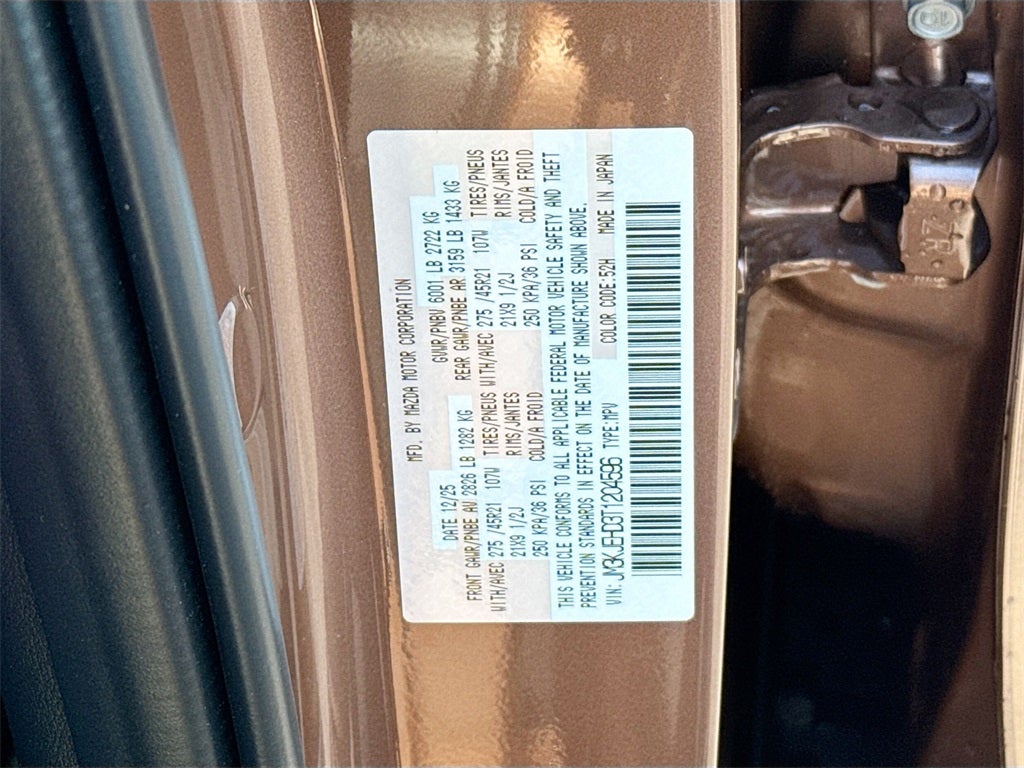 MFD. BY MAZDA MOTOR CORPORATION
DATE 12/25 GVWR/PNBV 6001 LB 2722 KG
FRONT GAWR/PNBE AV 2826 LB 1282 KG REAR GAWR/PNBE AR 3159 LB 1433 KG
WITH/AVEC 275 /45R21 107W TIRES/PNEUS WITH/AVEC 275 /45R21 107W TIRES/PNEUS
21X9 1/2J RIMS/JANTES 21X9 1/2J RIMS/JANTES
250 KPA/36 PSI COLD/A FROID 250 KPA/36 PSI COLD/A FROID
THIS VEHICLE CONFORMS TO ALL APPLICABLE FEDERAL MOTOR VEHICLE SAFETY AND THEFT
PREVENTION STANDARDS IN EFFECT ON THE DATE OF MANUFACTURE SHOWN ABOVE.
VIN: JM3KJEHD3T1204596 TYPE:MPV COLOR CODE:52H MADE IN JAPAN